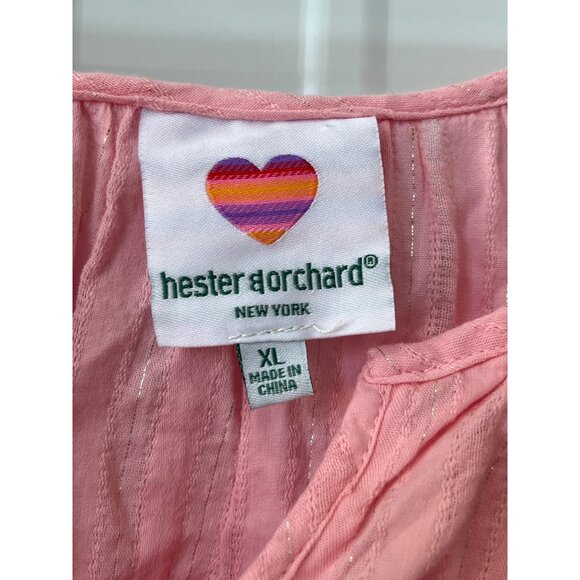 hester & orchard®
NEW YORK
XL
MADE IN
CHINA